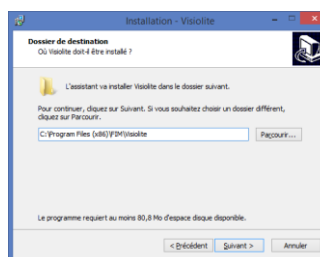 Installation - Visiolite
Dossier de destination
Où Visiolite doit-il être installé ?
L'assistant va installer Visiolite dans le dossier suivant.
Pour continuer, cliquez sur Suivant. Si vous souhaitez choisir un dossier différent,
cliquez sur Parcourir.
C:\Program Files (x86)\FIM\Visiolite
Parcourir...
Le programme requiert au moins 80,8 Mo d'espace disque disponible.
< Précédent
Suivant >
Annuler